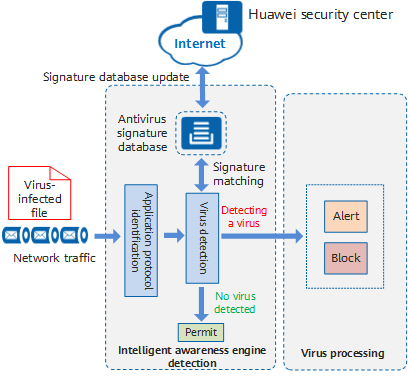 Huawei security center
Internet
Signature database update
Antivirus
signature
database
Signature
matching
Virus-
infected
file
Network traffic
Application protocol
identification
Virus detection
Detecting
a virus
No virus
detected
Permit
Alert
Block
Intelligent awareness engine
detection
Virus processing